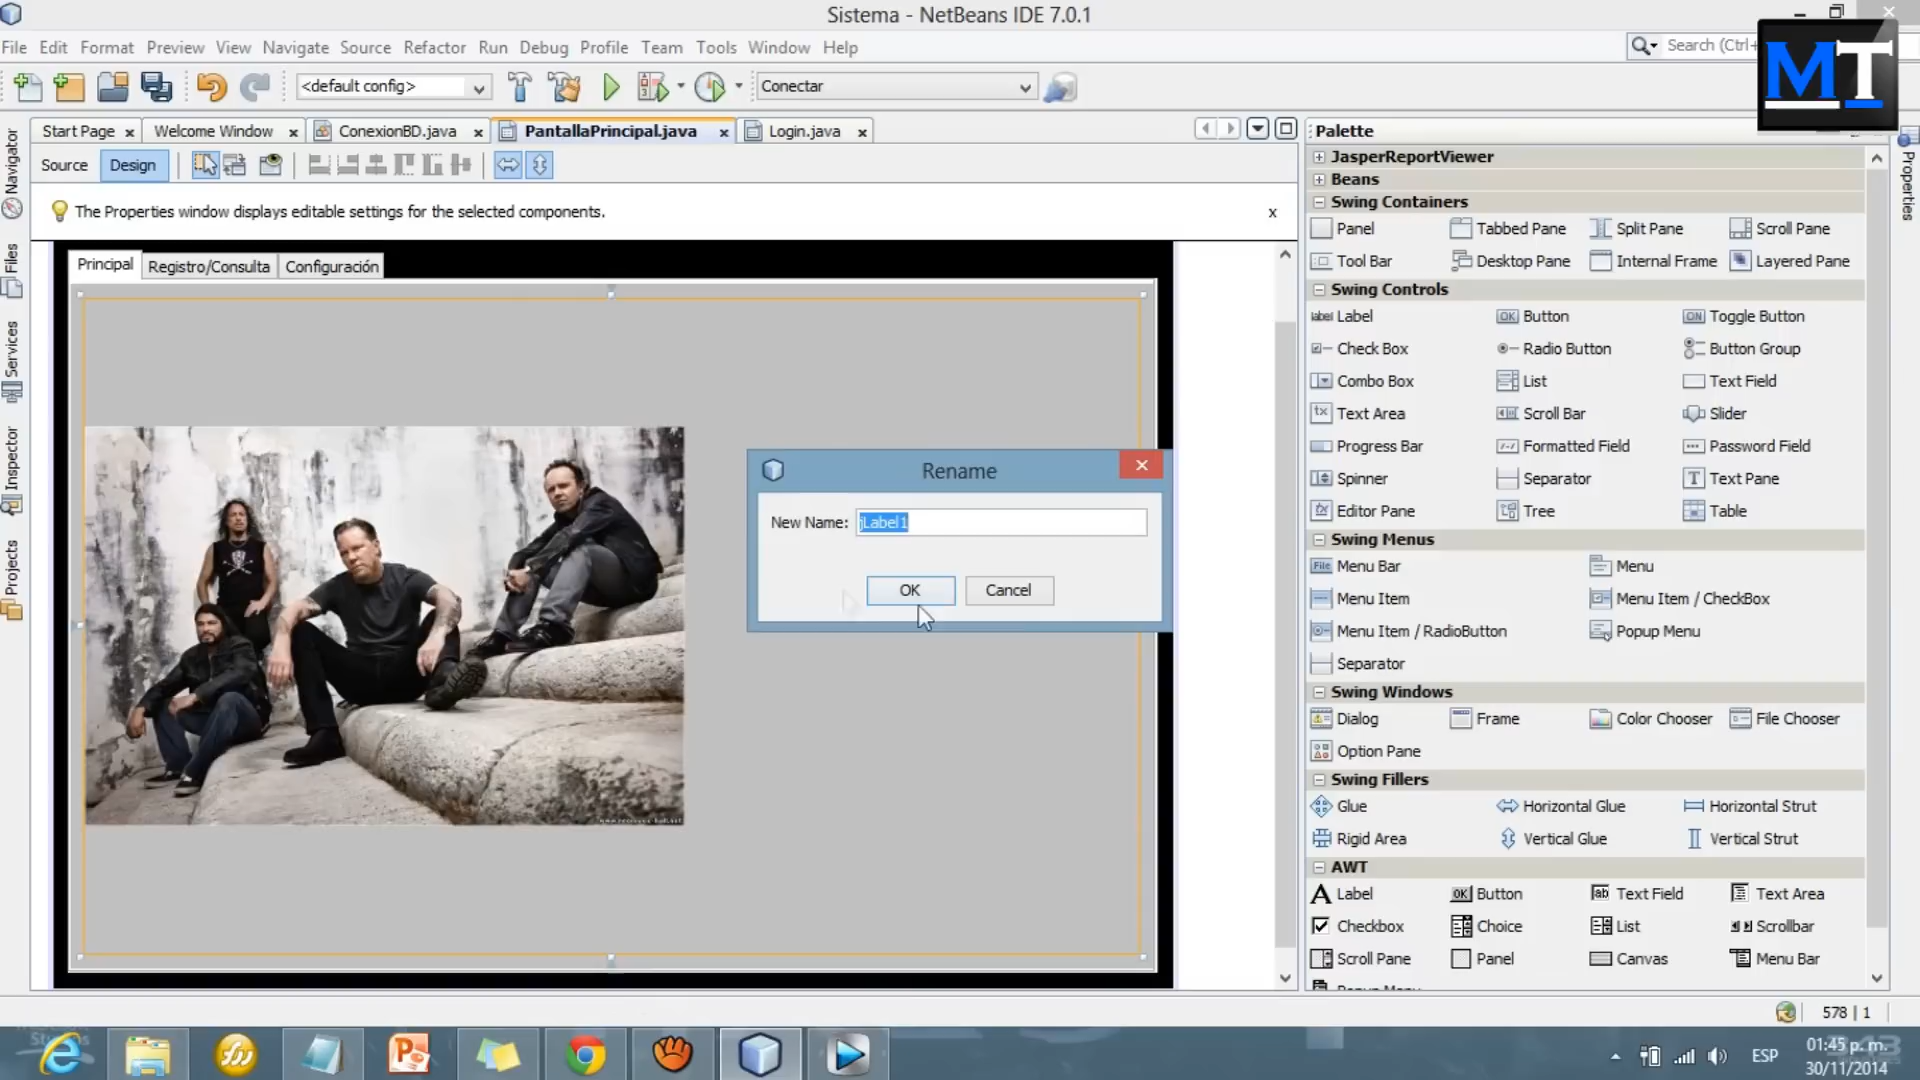 Sistema - NetBeans IDE 7.0.1
File Edit Format Preview View Navigate Source Refactor Run Debug Profile Team Tools Window Help
Search (Ctrl+
MT
<default config>
Conectar
Start Page x Welcome Window x ConexionBD.java x PantallaPrincipal.java x Login.java x
Source Design
The Properties window displays editable settings for the selected components. x
Navigator
Files
Services
Inspector
Projects
Principal Registro/Consulta Configuración
Rename
New Name: jLabel1
OK Cancel
Palette
Properties
JasperReportViewer
Beans
Swing Containers
Panel Tabbed Pane Split Pane Scroll Pane
Tool Bar Desktop Pane Internal Frame Layered Pane
Swing Controls
label Label OK Button ON Toggle Button
Check Box Radio Button Button Group
Combo Box List Text Field
Text Area Scroll Bar Slider
Progress Bar Formatted Field Password Field
Spinner Separator Text Pane
Editor Pane Tree Table
Swing Menus
File Menu Bar Menu
Menu Item Menu Item / CheckBox
Menu Item / RadioButton Popup Menu
Separator
Swing Windows
Dialog Frame Color Chooser File Chooser
Option Pane
Swing Fillers
Glue Horizontal Glue Horizontal Strut
Rigid Area Vertical Glue Vertical Strut
AWT
A Label OK Button ab Text Field Text Area
Checkbox Choice List Scrollbar
Scroll Pane Panel Canvas Menu Bar
Popup Menu
578 | 1
ESP
01:45 p. m.
30/11/2014